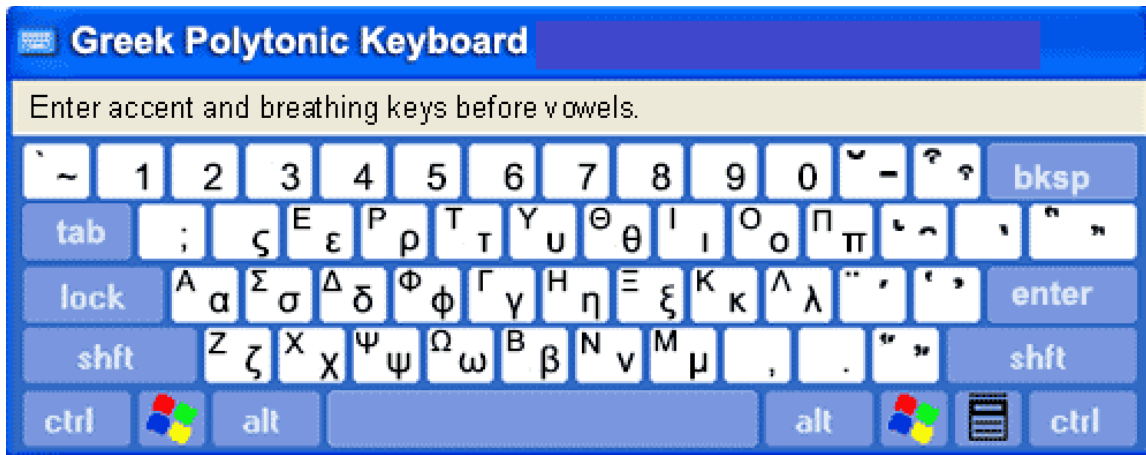 Greek Polytonic Keyboard
Enter accent and breathing keys before vowels.
` ~ 1 2 3 4 5 6 7 8 9 0 ˘ - bksp
tab ; ς Ε ε Ρ ρ Τ τ Υ υ Θ θ Ι ι Ο ο Π π
lock Α α Σ σ Δ δ Φ φ Γ γ Η η Ξ ξ Κ κ Λ λ ¨ ΄ ʽ ʼ enter
shft Ζ ζ Χ χ Ψ ψ Ω ω Β β Ν ν Μ μ , . shft
ctrl alt alt ctrl